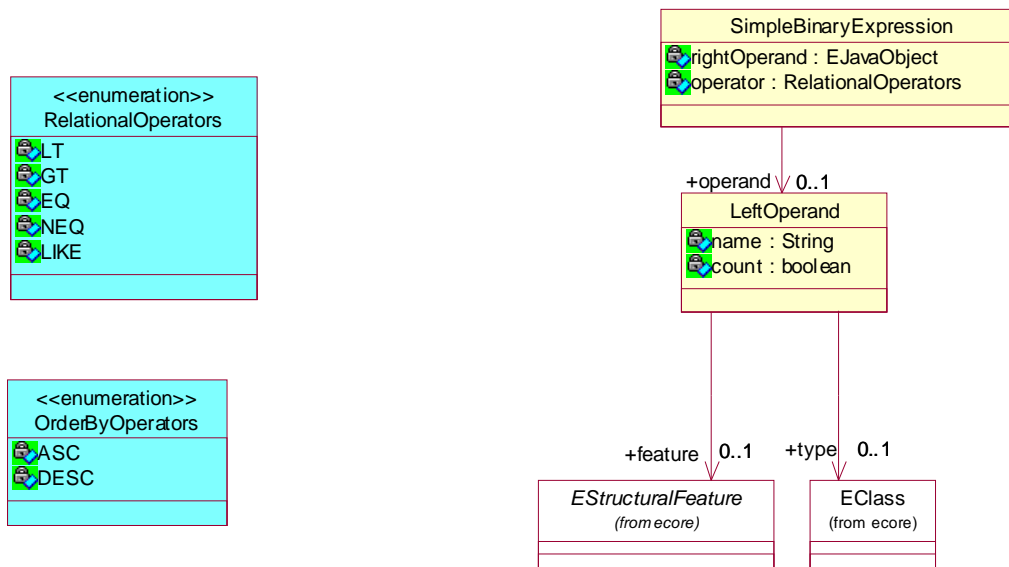 <<enumeration>>
RelationalOperators
LT
GT
EQ
NEQ
LIKE
<<enumeration>>
OrderByOperators
ASC
DESC
SimpleBinaryExpression
rightOperand : EJavaObject
operator : RelationalOperators
+operand 0..1
LeftOperand
name : String
count : boolean
+feature 0..1
+type 0..1
EStructuralFeature
(from ecore)
EClass
(from ecore)